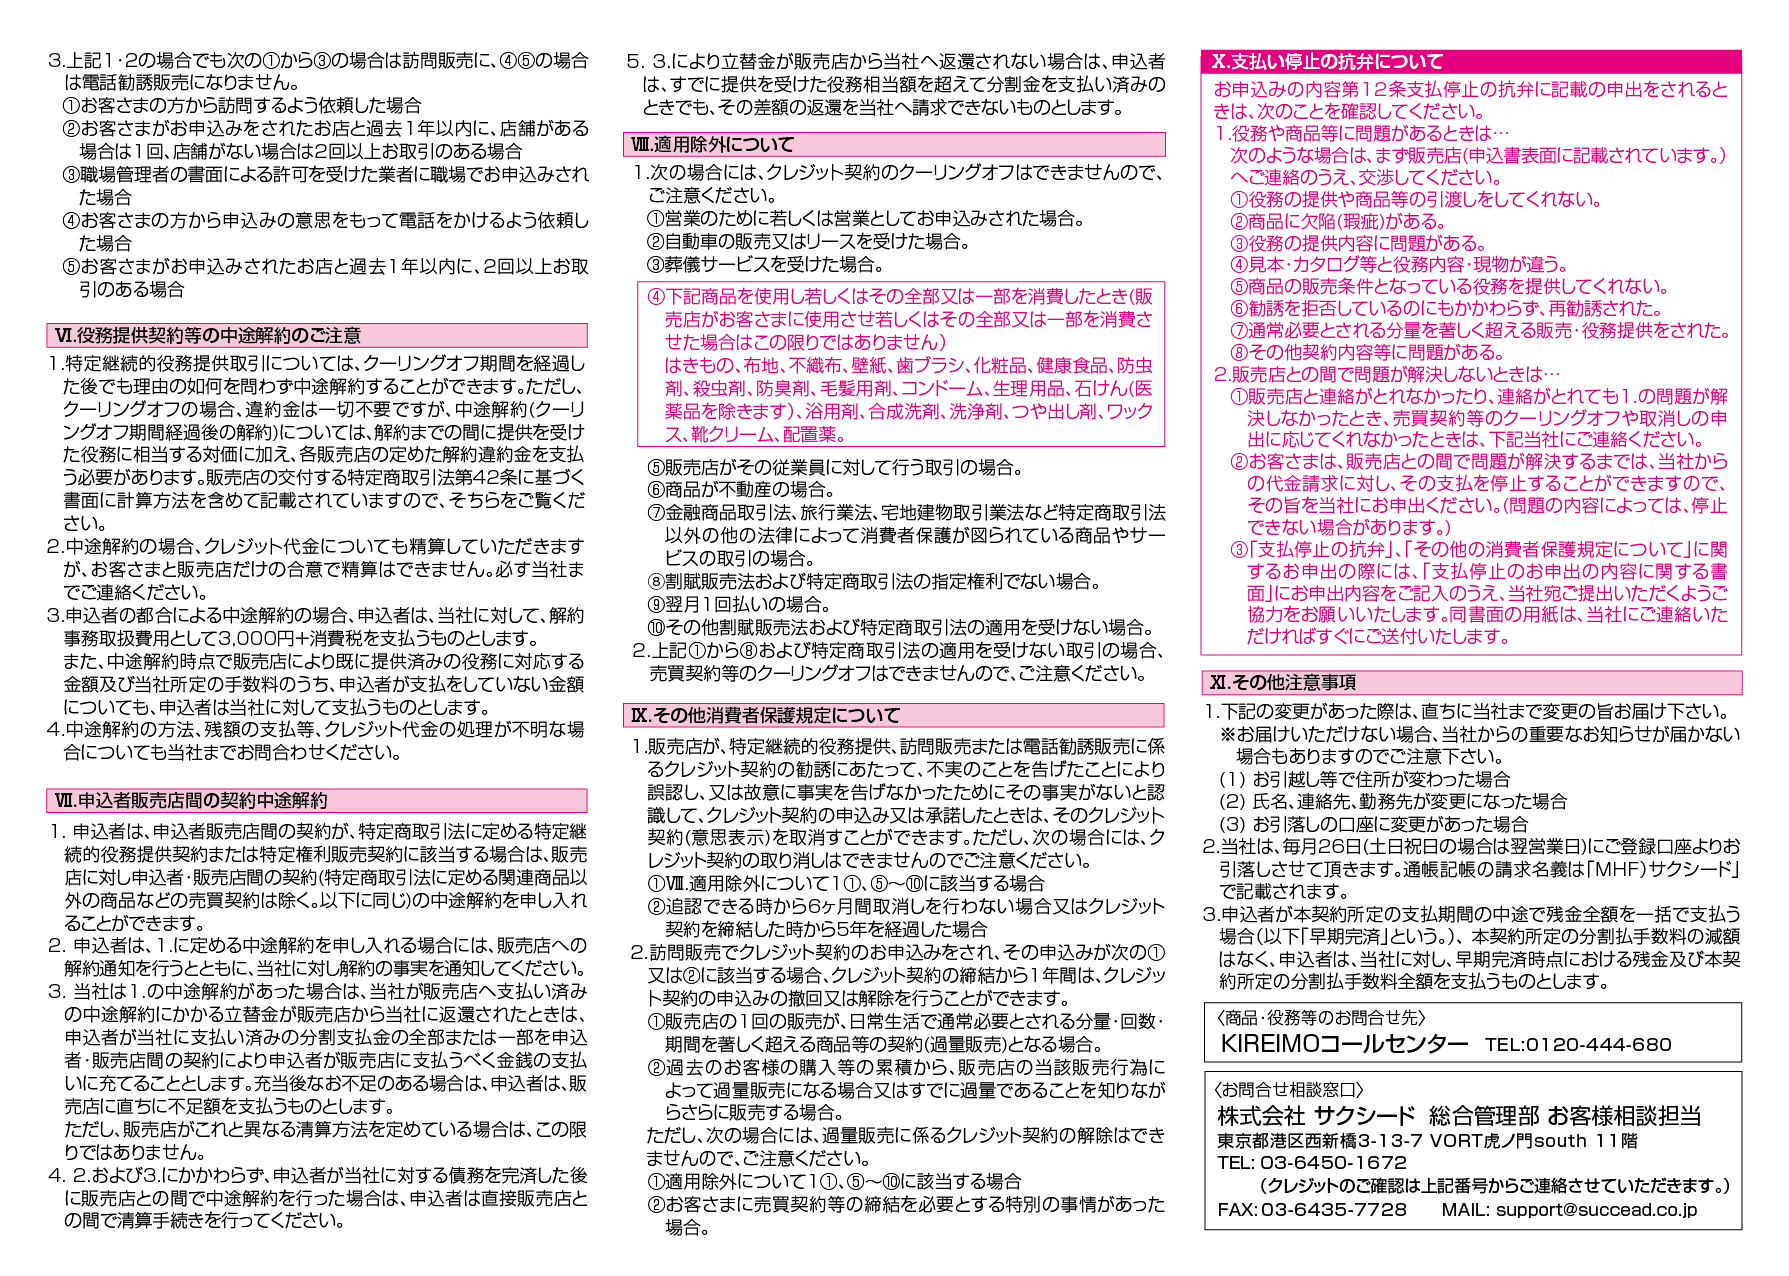 3.上記1・2の場合でも次の①から③の場合は訪問販売に、④⑤の場合
は電話勧誘販売になりません。
①お客さまの方から訪問するよう依頼した場合
②お客さまがお申込みをされたお店と過去1年以内に、店舗がある
場合は1回、店舗がない場合は2回以上お取引のある場合
③職場管理者の書面による許可を受けた業者に職場でお申込みされ
た場合
④お客さまの方から申込みの意思をもって電話をかけるよう依頼し
た場合
⑤お客さまがお申込みされたお店と過去1年以内に、2回以上お取
引のある場合
Ⅵ.役務提供契約等の中途解約のご注意
1.特定継続的役務提供取引については、クーリングオフ期間を経過し
た後でも理由の如何を問わず中途解約することができます。ただし、
クーリングオフの場合、違約金は一切不要ですが、中途解約(クーリ
ングオフ期間経過後の解約)については、解約までの間に提供を受け
た役務に相当する対価に加え、各販売店の定めた解約違約金を支払
う必要があります。販売店の交付する特定商取引法第42条に基づく
書面に計算方法を含めて記載されていますので、そちらをご覧くだ
さい。
2.中途解約の場合、クレジット代金についても精算していただきます
が、お客さまと販売店だけの合意で精算はできません。必す当社ま
でご連絡ください。
3.申込者の都合による中途解約の場合、申込者は、当社に対して、解約
事務取扱費用として3,000円+消費税を支払うものとします。
また、中途解約時点で販売店により既に提供済みの役務に対応する
金額及び当社所定の手数料のうち、申込者が支払をしていない金額
についても、申込者は当社に対して支払うものとします。
4.中途解約の方法、残額の支払等、クレジット代金の処理が不明な場
合についても当社までお問合わせください。
Ⅶ.申込者販売店間の契約中途解約
1. 申込者は、申込者販売店間の契約が、特定商取引法に定める特定継
続的役務提供契約または特定権利販売契約に該当する場合は、販売
店に対し申込者・販売店間の契約(特定商取引法に定める関連商品以
外の商品などの売買契約は除く。以下に同じ)の中途解約を申し入れ
ることができます。
2. 申込者は、1.に定める中途解約を申し入れる場合には、販売店への
解約通知を行うとともに、当社に対し解約の事実を通知してください。
3. 当社は1.の中途解約があった場合は、当社が販売店へ支払い済み
の中途解約にかかる立替金が販売店から当社に返還されたときは、
申込者が当社に支払い済みの分割支払金の全部または一部を申込
者・販売店間の契約により申込者が販売店に支払うべく金銭の支払
いに充てることとします。充当後なお不足のある場合は、申込者は、販
売店に直ちに不足額を支払うものとします。
ただし、販売店がこれと異なる清算方法を定めている場合は、この限
りではありません。
4. 2.および3.にかかわらず、申込者が当社に対する債務を完済した後
に販売店との間で中途解約を行った場合は、申込者は直接販売店と
の間で清算手続きを行ってください。
5. 3.により立替金が販売店から当社へ返還されない場合は、申込者
は、すでに提供を受けた役務相当額を超えて分割金を支払い済みの
ときでも、その差額の返還を当社へ請求できないものとします。
Ⅷ.適用除外について
1.次の場合には、クレジット契約のクーリングオフはできませんので、
ご注意ください。
①営業のために若しくは営業としてお申込みされた場合。
②自動車の販売又はリースを受けた場合。
③葬儀サービスを受けた場合。
④下記商品を使用し若しくはその全部又は一部を消費したとき(販
売店がお客さまに使用させ若しくはその全部又は一部を消費さ
せた場合はこの限りではありません)
はきもの、布地、不織布、壁紙、歯ブラシ、化粧品、健康食品、防虫
剤、殺虫剤、防臭剤、毛髪用剤、コンドーム、生理用品、石けん(医
薬品を除きます)、浴用剤、合成洗剤、洗浄剤、つや出し剤、ワック
ス、靴クリーム、配置薬。
⑤販売店がその従業員に対して行う取引の場合。
⑥商品が不動産の場合。
⑦金融商品取引法、旅行業法、宅地建物取引業法など特定商取引法
以外の他の法律によって消費者保護が図られている商品やサー
ビスの取引の場合。
⑧割賦販売法および特定商取引法の指定権利でない場合。
⑨翌月1回払いの場合。
⑩その他割賦販売法および特定商取引法の適用を受けない場合。
2.上記①から⑧および特定商取引法の適用を受けない取引の場合、
売買契約等のクーリングオフはできませんので、ご注意ください。
Ⅸ.その他消費者保護規定について
1.販売店が、特定継続的役務提供、訪問販売または電話勧誘販売に係
るクレジット契約の勧誘にあたって、不実のことを告げたことにより
誤認し、又は故意に事実を告げなかったためにその事実がないと認
識して、クレジット契約の申込み又は承諾したときは、そのクレジット
契約(意思表示)を取消すことができます。ただし、次の場合には、ク
レジット契約の取り消しはできませんのでご注意ください。
①Ⅷ.適用除外について1①、⑤～⑩に該当する場合
②追認できる時から6ヶ月間取消しを行わない場合又はクレジット
契約を締結した時から5年を経過した場合
2.訪問販売でクレジット契約のお申込みをされ、その申込みが次の①
又は②に該当する場合、クレジット契約の締結から1年間は、クレジッ
ト契約の申込みの撤回又は解除を行うことができます。
①販売店の1回の販売が、日常生活で通常必要とされる分量・回数・
期間を著しく超える商品等の契約(過量販売)となる場合。
②過去のお客様の購入等の累積から、販売店の当該販売行為に
よって過量販売になる場合又はすでに過量であることを知りなが
らさらに販売する場合。
ただし、次の場合には、過量販売に係るクレジット契約の解除はでき
ませんので、ご注意ください。
①適用除外について1①、⑤～⑩に該当する場合
②お客さまに売買契約等の締結を必要とする特別の事情があった
場合。
Ⅹ.支払い停止の抗弁について
お申込みの内容第12条支払停止の抗弁に記載の申出をされると
きは、次のことを確認してください。
1.役務や商品等に問題があるときは…
次のような場合は、まず販売店(申込書表面に記載されています。)
へご連絡のうえ、交渉してください。
①役務の提供や商品等の引渡しをしてくれない。
②商品に欠陥(瑕疵)がある。
③役務の提供内容に問題がある。
④見本・カタログ等と役務内容・現物が違う。
⑤商品の販売条件となっている役務を提供してくれない。
⑥勧誘を拒否しているのにもかかわらず、再勧誘された。
⑦通常必要とされる分量を著しく超える販売・役務提供をされた。
⑧その他契約内容等に問題がある。
2.販売店との間で問題が解決しないときは…
①販売店と連絡がとれなかったり、連絡がとれても1.の問題が解
決しなかったとき、売買契約等のクーリングオフや取消しの申
出に応じてくれなかったときは、下記当社にご連絡ください。
②お客さまは、販売店との間で問題が解決するまでは、当社から
の代金請求に対し、その支払を停止することができますので、
その旨を当社にお申出ください。(問題の内容によっては、停止
できない場合があります。)
③「支払停止の抗弁」、「その他の消費者保護規定について」に関
するお申出の際には、「支払停止のお申出の内容に関する書
面」にお申出内容をご記入のうえ、当社宛ご提出いただくようご
協力をお願いいたします。同書面の用紙は、当社にご連絡いた
だければすぐにご送付いたします。
Ⅺ.その他注意事項
1.下記の変更があった際は、直ちに当社まで変更の旨お届け下さい。
※お届けいただけない場合、当社からの重要なお知らせが届かない
場合もありますのでご注意下さい。
(1) お引越し等で住所が変わった場合
(2) 氏名、連絡先、勤務先が変更になった場合
(3) お引落しの口座に変更があった場合
2.当社は、毎月26日(土日祝日の場合は翌営業日)にご登録口座よりお
引落しさせて頂きます。通帳記帳の請求名義は「MHF)サクシード」
で記載されます。
3.申込者が本契約所定の支払期間の中途で残金全額を一括で支払う
場合(以下「早期完済」という。)、本契約所定の分割払手数料の減額
はなく、申込者は、当社に対し、早期完済時点における残金及び本契
約所定の分割払手数料全額を支払うものとします。
〈商品・役務等のお問合せ先〉
KIREIMOコールセンター TEL:0120-444-680
〈お問合せ相談窓口〉
株式会社 サクシード 総合管理部 お客様相談担当
東京都港区西新橋3-13-7 VORT虎ノ門south 11階
TEL: 03-6450-1672
(クレジットのご確認は上記番号からご連絡させていただきます。)
FAX:03-6435-7728 MAIL: support@succead.co.jp